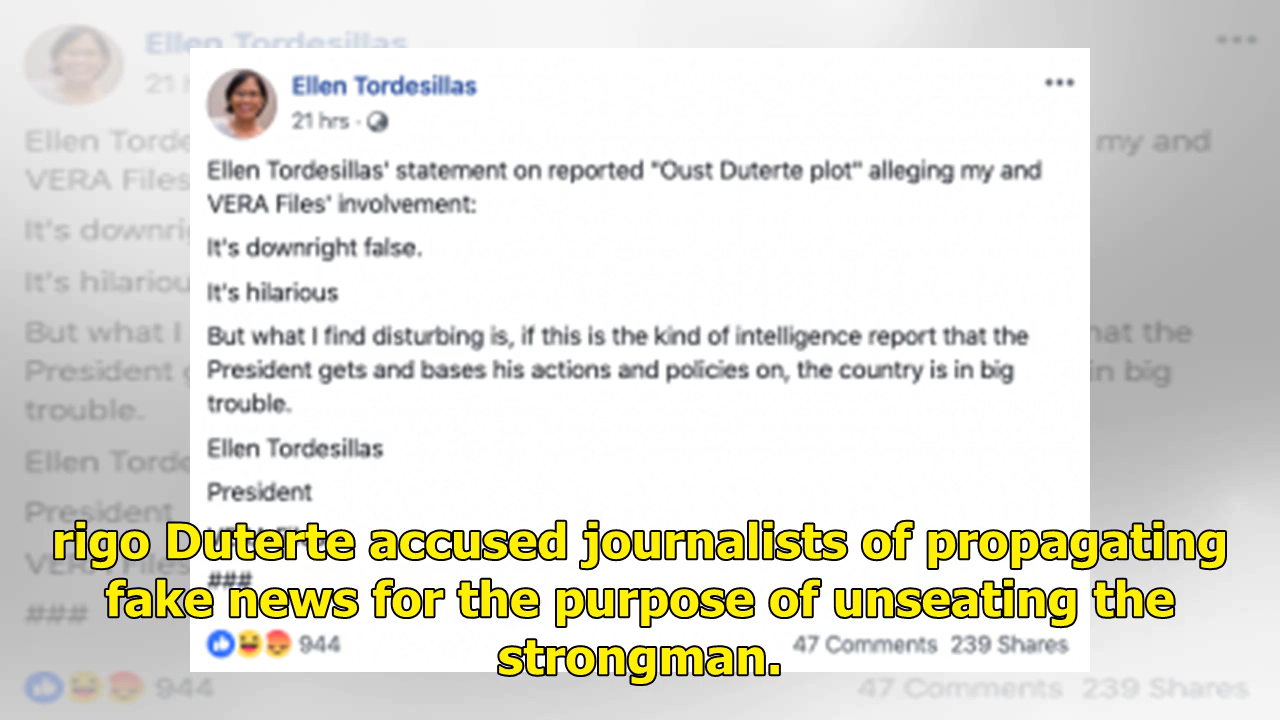 Ellen Tordesillas
21 hrs ·
Ellen Tordesillas' statement on reported "Oust Duterte plot" alleging my and
VERA Files' involvement:
It's downright false.
It's hilarious
But what I find disturbing is, if this is the kind of intelligence report that the
President gets and bases his actions and policies on, the country is in big
trouble.
Ellen Tordesillas
President
###
rigo Duterte accused journalists of propagating
fake news for the purpose of unseating the
strongman.
944
47 Comments 239 Shares